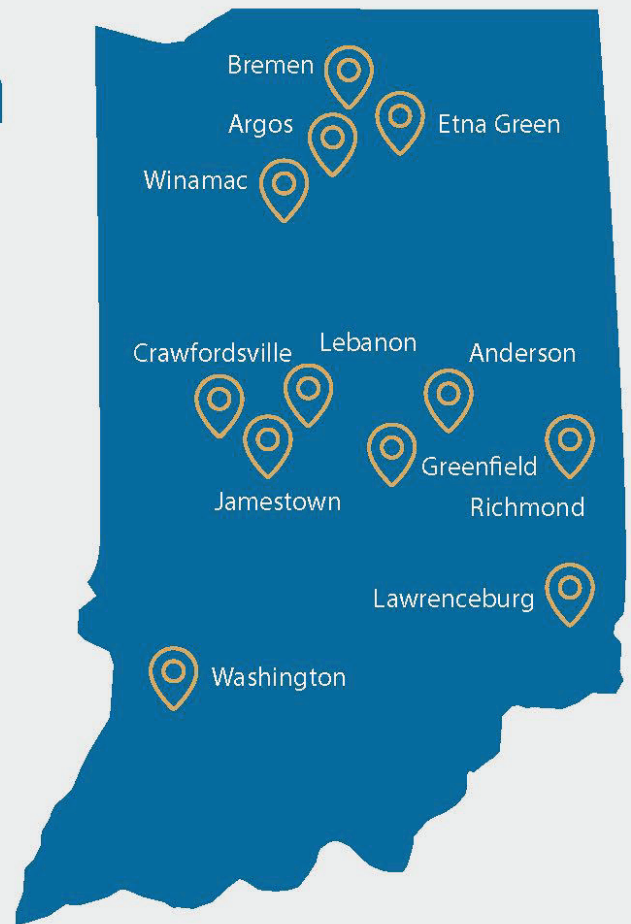 Bremen
Argos
Etna Green
Winamac
Crawfordsville
Lebanon
Anderson
Jamestown
Greenfield
Richmond
Lawrenceburg
Washington